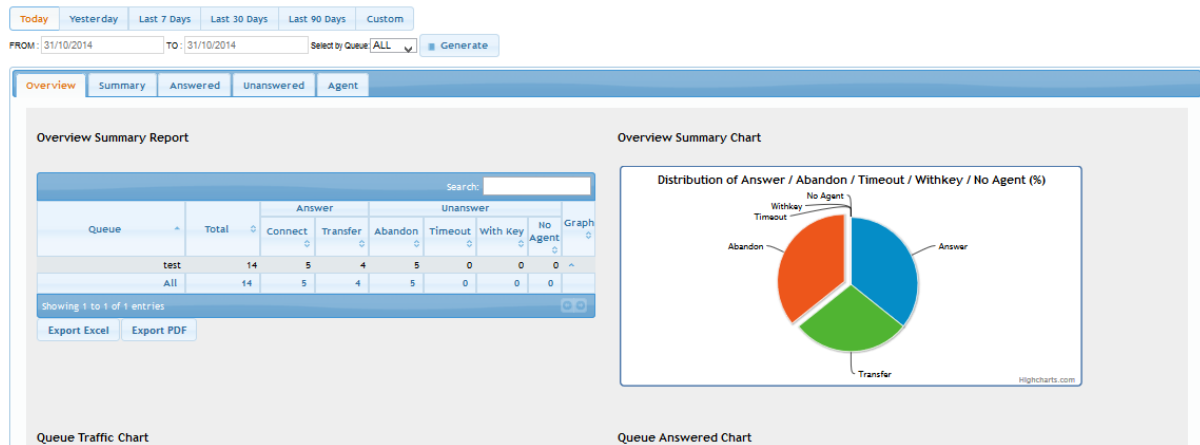 Today Yesterday Last 7 Days Last 30 Days Last 90 Days Custom
FROM : 31/10/2014 TO : 31/10/2014 Select by Queue: ALL Generate
Overview Summary Answered Unanswered Agent
Overview Summary Report
Search:
Answer Unanswer
Queue Total Connect Transfer Abandon Timeout With Key No Agent Graph
test 14 5 4 5 0 0 0
All 14 5 4 5 0 0 0
Showing 1 to 1 of 1 entries
Export Excel Export PDF
Overview Summary Chart
Distribution of Answer / Abandon / Timeout / Withkey / No Agent (%)
No Agent
Withkey
Timeout
Abandon
Answer
Transfer
Highcharts.com
Queue Traffic Chart
Queue Answered Chart